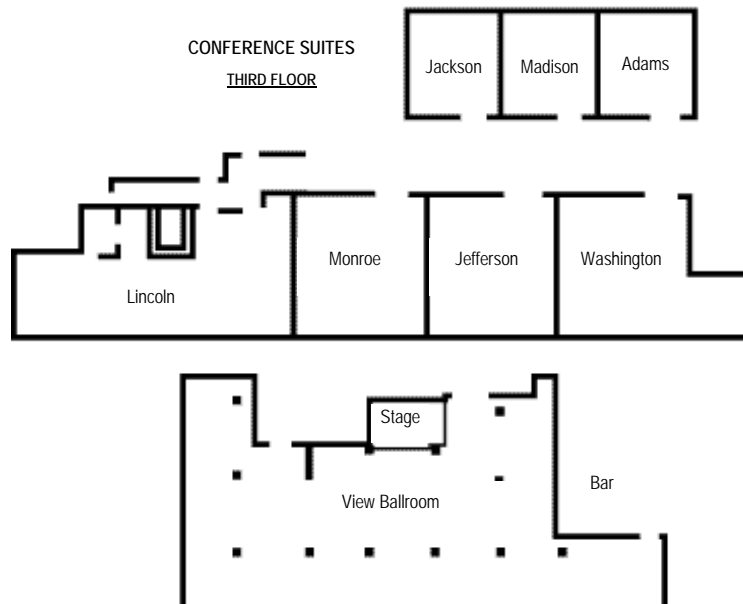 CONFERENCE SUITES
THIRD FLOOR
Jackson Madison Adams
Monroe Jefferson Washington
Lincoln
Stage
View Ballroom
Bar